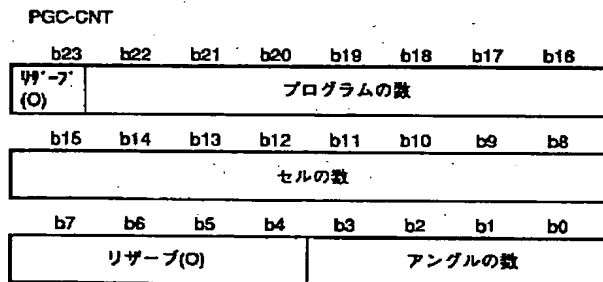 PGC-CNT
b23 b22 b21 b20 b19 b18 b17 b16
リザーブ
(O)
プログラムの数
b15 b14 b13 b12 b11 b10 b9 b8
セルの数
b7 b6 b5 b4 b3 b2 b1 b0
リザーブ(O) アングルの数